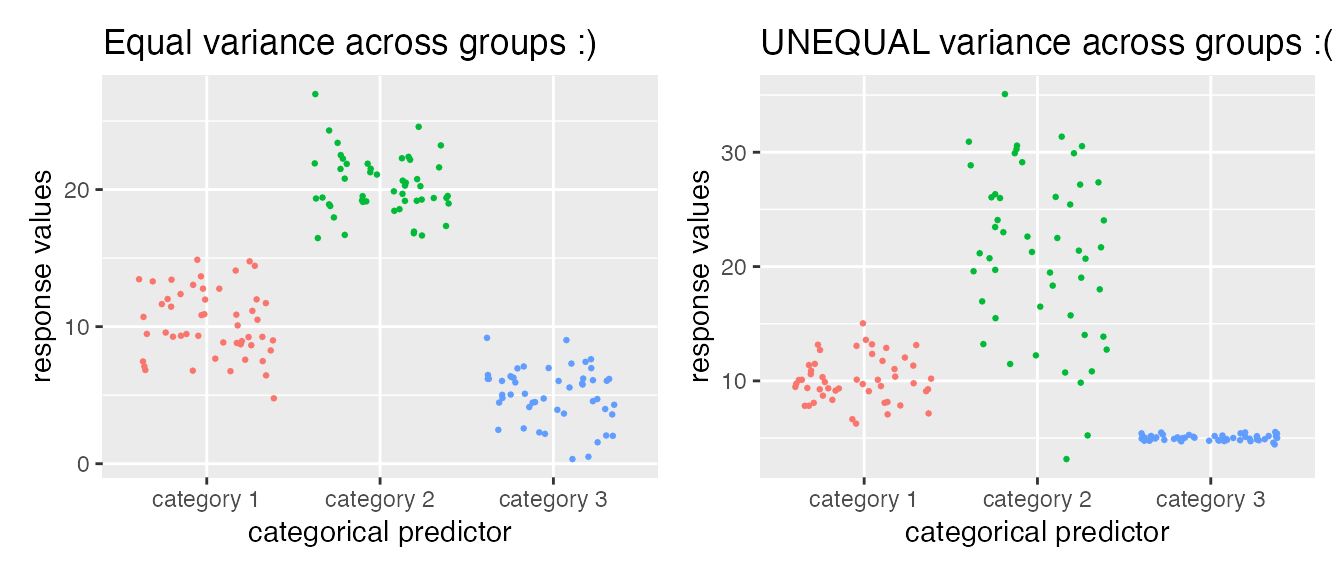 Equal variance across groups :)
response values
20
10
0
category 1 category 2 category 3
categorical predictor
UNEQUAL variance across groups :(
response values
30
20
10
category 1 category 2 category 3
categorical predictor